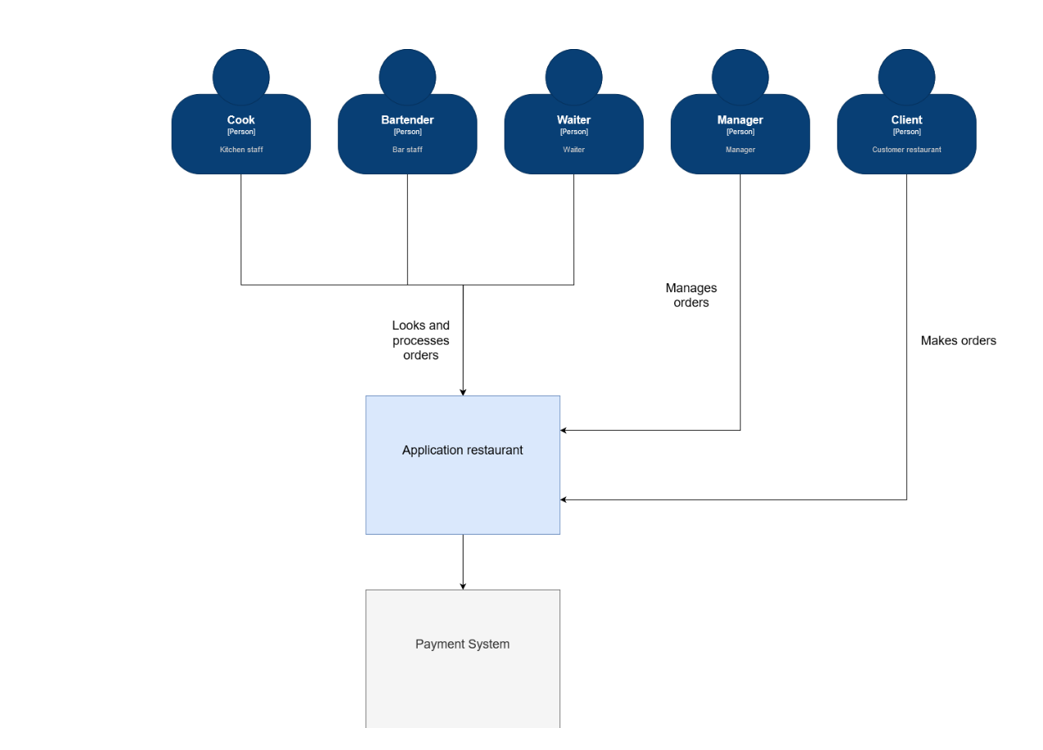 Cook
[Person]
Kitchen staff
Bartender
[Person]
Bar staff
Waiter
[Person]
Waiter
Manager
[Person]
Manager
Client
[Person]
Customer restaurant
Manages
orders
Looks and
processes
orders
Makes orders
Application restaurant
Payment System